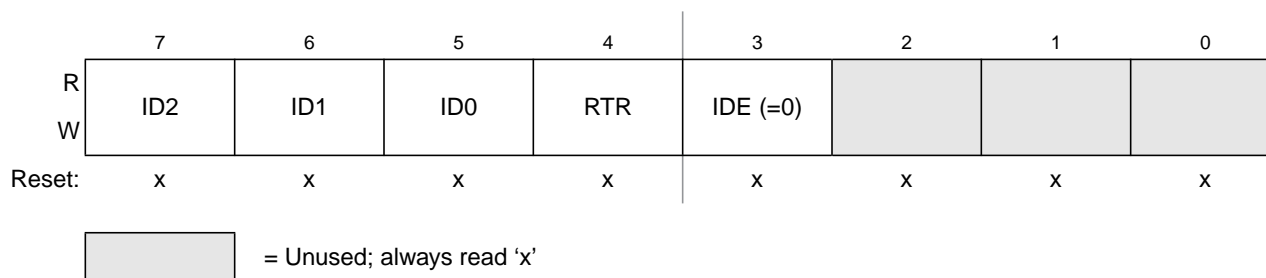 7 6 5 4 3 2 1 0
R
ID2 ID1 ID0 RTR IDE (=0)
W
Reset: x x x x x x x x
= Unused; always read ‘x’